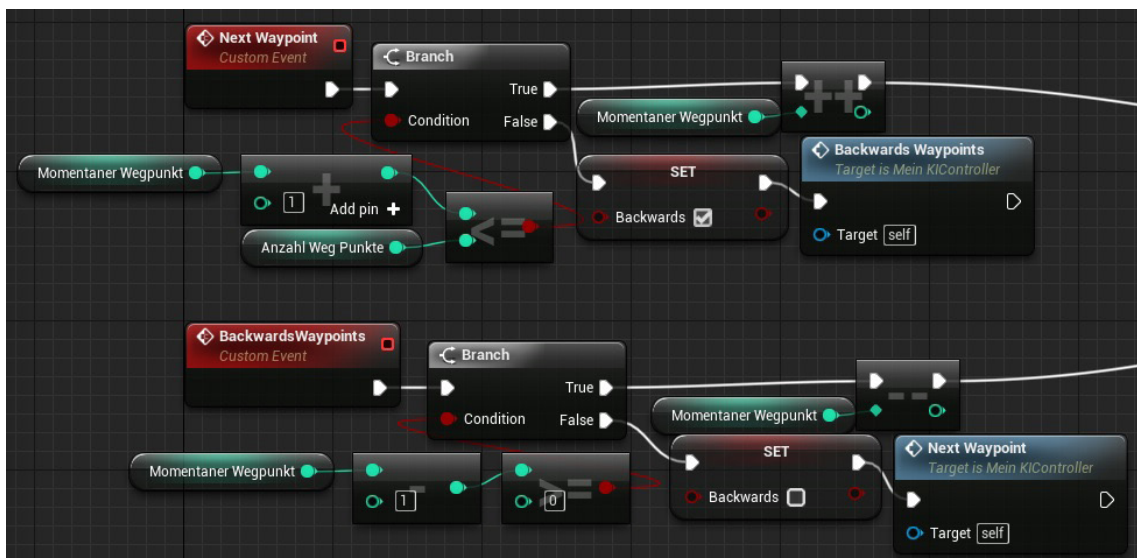 Next Waypoint
Custom Event
Branch
True
Condition
False
Momentaner Wegpunkt
++
Backwards Waypoints
Target is Mein KIController
Target self
SET
Backwards
Momentaner Wegpunkt
+
1
Add pin +
Anzahl Weg Punkte
<=
BackwardsWaypoints
Custom Event
Branch
True
Condition
False
Momentaner Wegpunkt
--
SET
Backwards
Next Waypoint
Target is Mein KIController
Target self
Momentaner Wegpunkt
-
1
>=
0